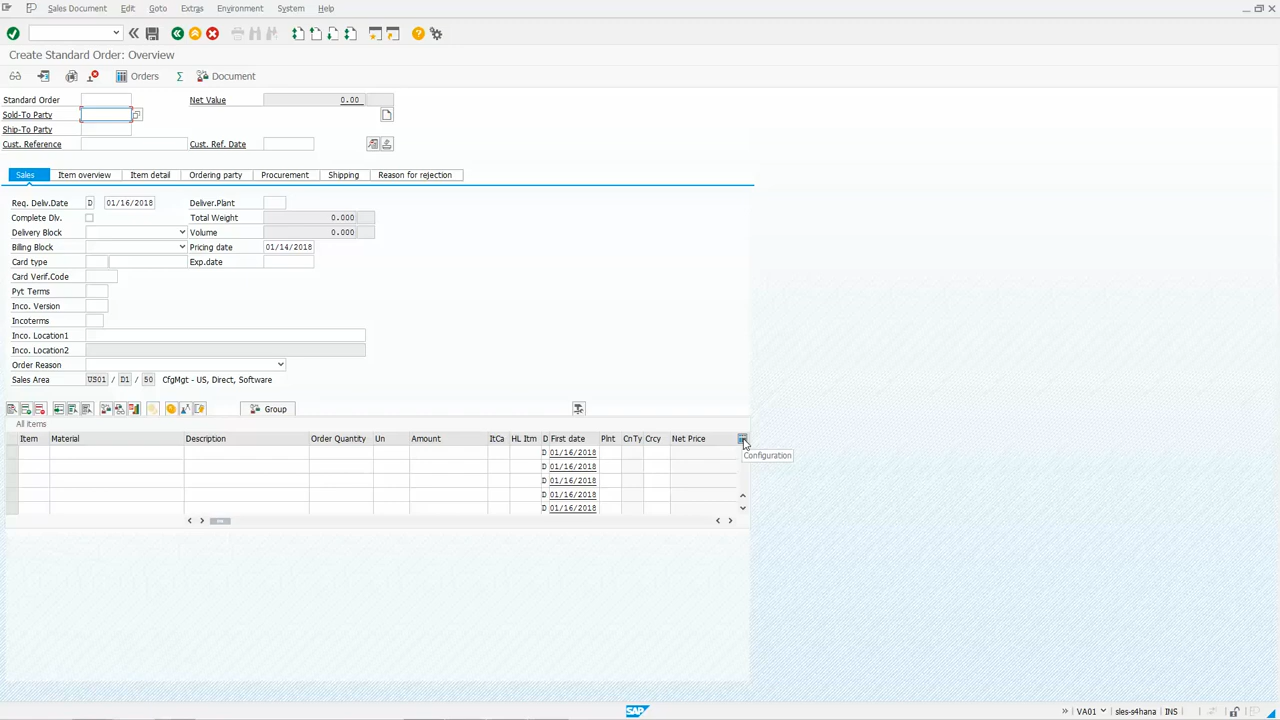 Sales Document Edit Goto Extras Environment System Help
Create Standard Order: Overview
Orders Document
Standard Order Net Value 0.00
Sold-To Party
Ship-To Party
Cust. Reference Cust. Ref. Date
Sales Item overview Item detail Ordering party Procurement Shipping Reason for rejection
Req. Deliv.Date D 01/16/2018 Deliver.Plant
Complete Dlv. Total Weight 0.000
Delivery Block Volume 0.000
Billing Block Pricing date 01/14/2018
Card type Exp.date
Card Verif.Code
Pyt Terms
Inco. Version
Incoterms
Inco. Location1
Inco. Location2
Order Reason
Sales Area US01 / D1 / 50 CfgMgt - US, Direct, Software
Group
All items
Item Material Description Order Quantity Un Amount ItCa HL Itm D First date Plnt CnTy Crcy Net Price
D 01/16/2018 Configuration
D 01/16/2018
D 01/16/2018
D 01/16/2018
D 01/16/2018
SAP VA01 sles-s4hana INS